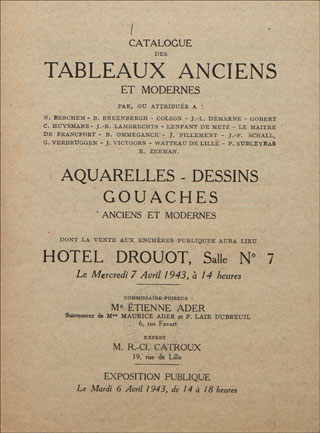 CATALOGUE
DES
TABLEAUX ANCIENS
ET MODERNES
PAR, OU ATTRIBUÉS A :
N. BERCHEM - B. BREENBERGH - COLSON - J.-L. DEMARNE - GOBERT
C. HUYSMANS - J.-B. LAMBRECHTS - LENFANT DE METZ - LE MAITRE
DE FRANCFORT - B. OMMEGANCK - J. PILLEMENT - J.-F. SCHALL,
G. VERBRUGGEN - J. VICTOORS - WATTEAU DE LILLE - P. SUBLEYRAS
R. ZEEMAN.
AQUARELLES - DESSINS
GOUACHES
ANCIENS ET MODERNES
DONT LA VENTE AUX ENCHÈRES PUBLIQUES AURA LIEU
HOTEL DROUOT, Salle N° 7
Le Mercredi 7 Avril 1943, à 14 heures
COMMISSAIRE-PRISEUR :
Me ÉTIENNE ADER
Successeur de Mes MAURICE ADER et F. LAIR DUBREUIL
6, rue Favart
EXPERT
M. R.-Cl. CATROUX
19, rue de Lille
EXPOSITION PUBLIQUE
Le Mardi 6 Avril 1943, de 14 à 18 heures